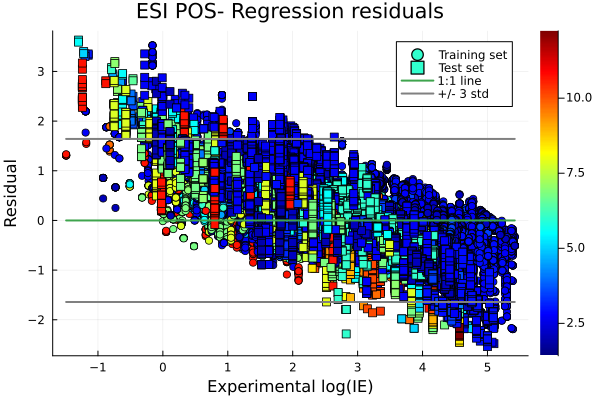 ESI POS- Regression residuals
Training set
Test set
1:1 line
+/- 3 std
Residual
3
2
1
0
−1
−2
−1
0
1
2
3
4
5
Experimental log(IE)
10.0
7.5
5.0
2.5